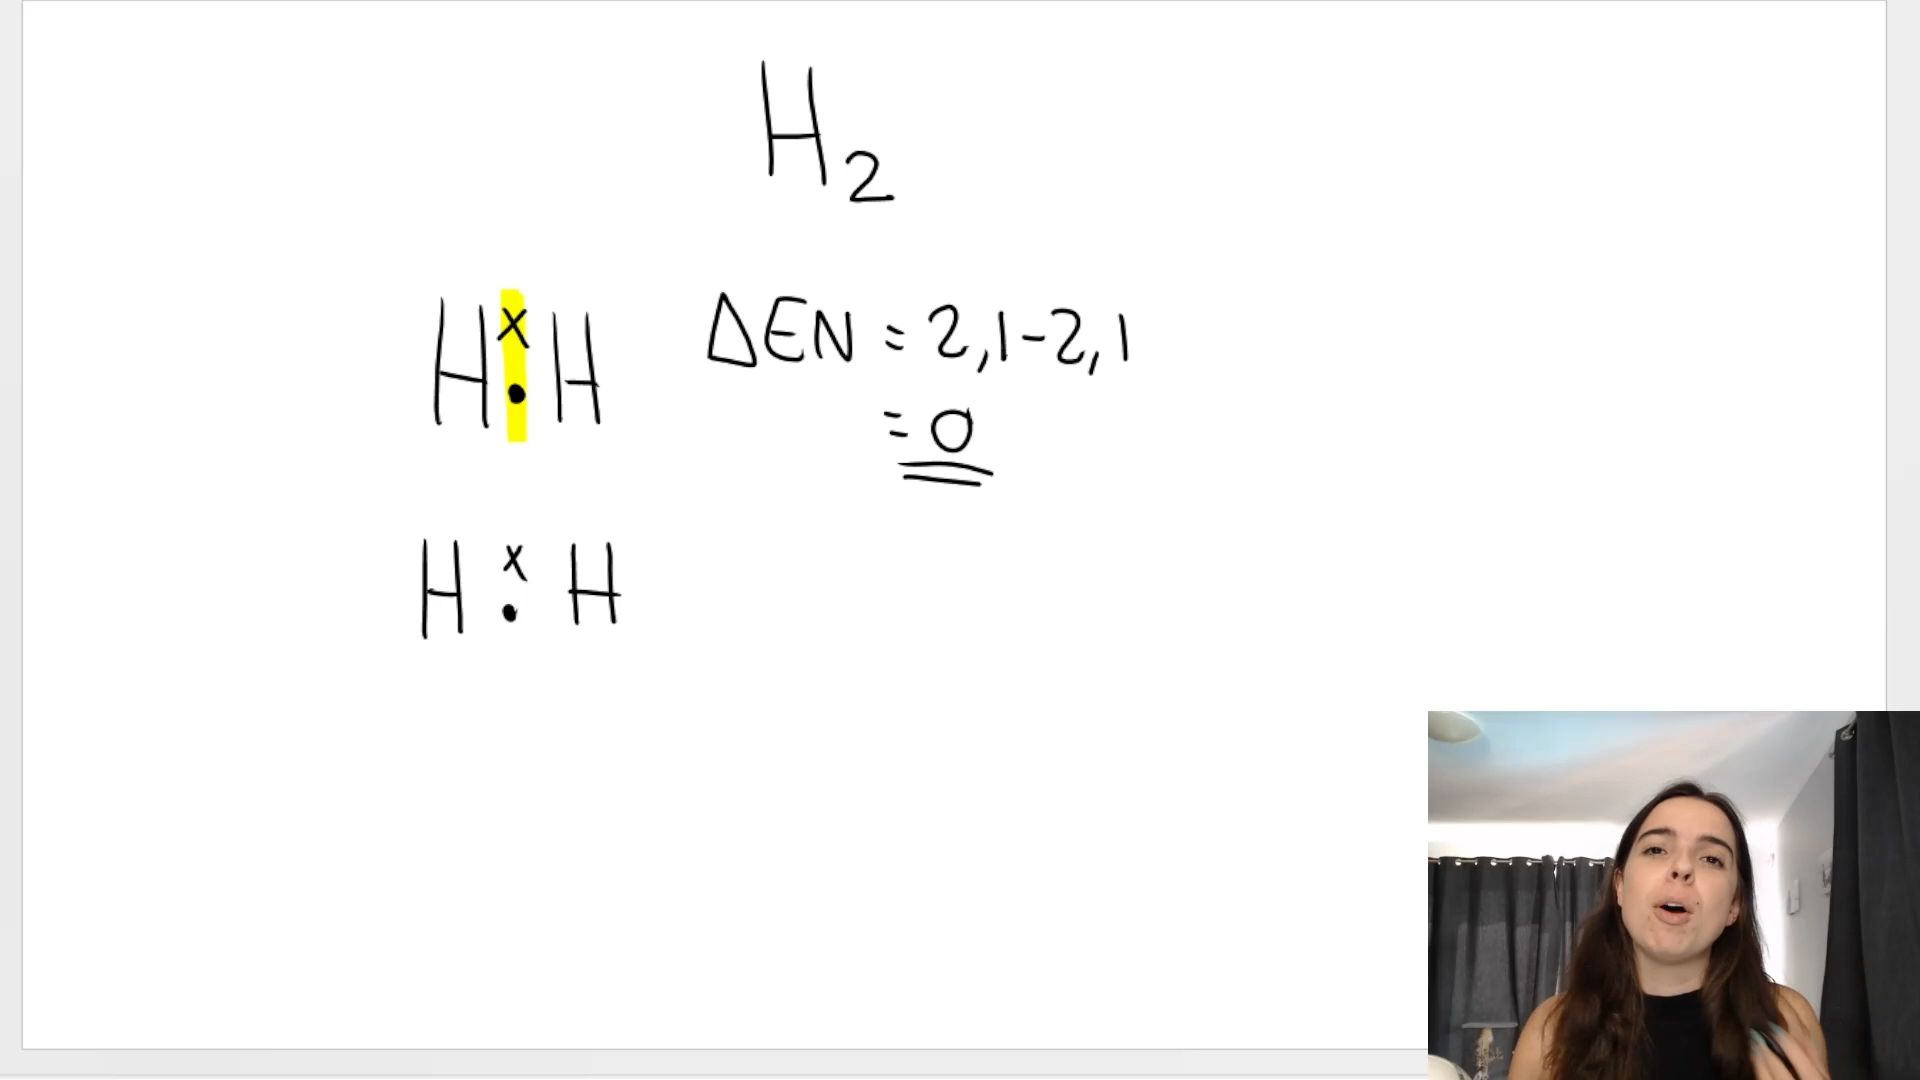 H₂
H x • H ΔEN = 2,1-2,1
= 0
H x • H